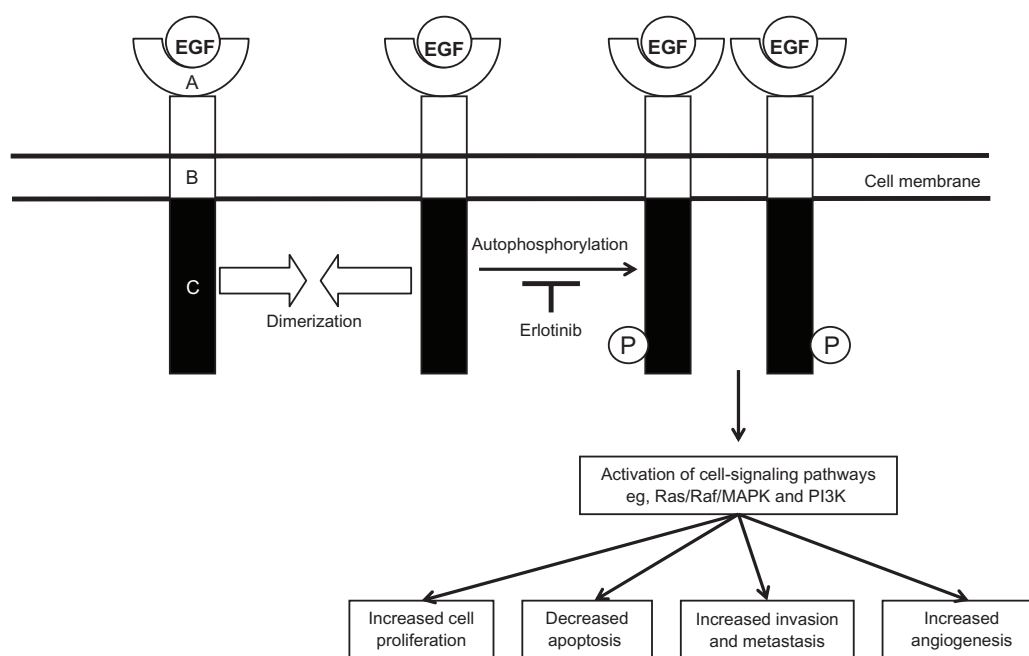 EGF
EGF
EGF
EGF
A
B
Cell membrane
C
Autophosphorylation
Dimerization
Erlotinib
P
P
Activation of cell-signaling pathways
eg, Ras/Raf/MAPK and PI3K
Increased cell
proliferation
Decreased
apoptosis
Increased invasion
and metastasis
Increased
angiogenesis